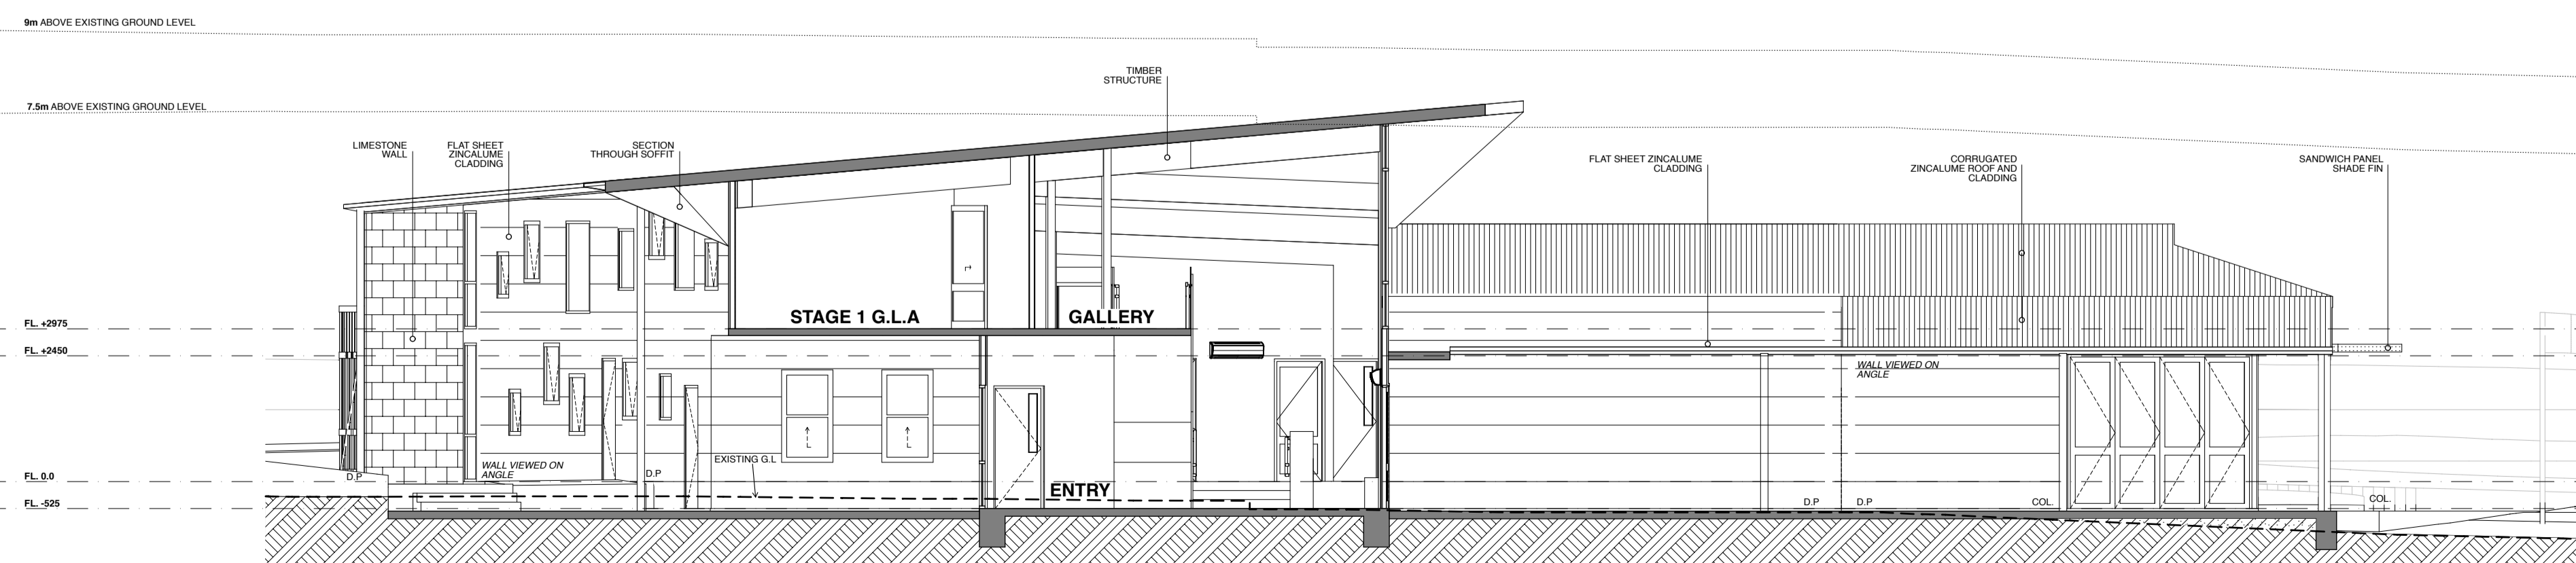 9m ABOVE EXISTING GROUND LEVEL
TIMBER
STRUCTURE
7.5m ABOVE EXISTING GROUND LEVEL
LIMESTONE
WALL
FLAT SHEET
ZINCALUME
CLADDING
SECTION
THROUGH SOFFIT
FLAT SHEET ZINCALUME
CLADDING
CORRUGATED
ZINCALUME ROOF AND
CLADDING
SANDWICH PANEL
SHADE FIN
STAGE 1 G.L.A
GALLERY
FL. +2975
FL. +2450
WALL VIEWED ON
ANGLE
EXISTING G.L
WALL VIEWED ON
ANGLE
D.P
D.P
FL. 0.0
ENTRY
FL. -525
D.P
D.P
COL.
COL.